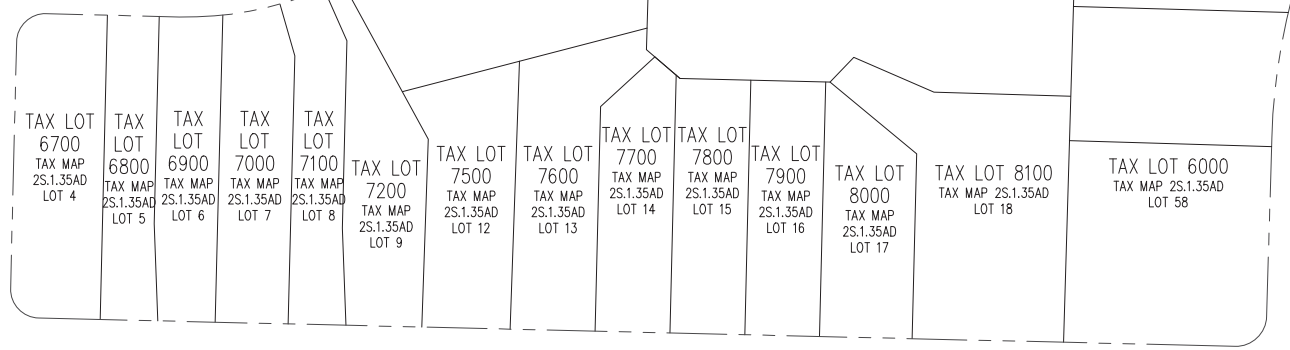 TAX LOT
6700
TAX MAP
2S.1.35AD
LOT 4
TAX
LOT
6800
TAX MAP
2S.1.35AD
LOT 5
TAX
LOT
6900
TAX MAP
2S.1.35AD
LOT 6
TAX
LOT
7000
TAX MAP
2S.1.35AD
LOT 7
TAX
LOT
7100
TAX MAP
2S.1.35AD
LOT 8
TAX LOT
7200
TAX MAP
2S.1.35AD
LOT 9
TAX LOT
7500
TAX MAP
2S.1.35AD
LOT 12
TAX LOT
7600
TAX MAP
2S.1.35AD
LOT 13
TAX LOT
7700
TAX MAP
2S.1.35AD
LOT 14
TAX LOT
7800
TAX MAP
2S.1.35AD
LOT 15
TAX LOT
7900
TAX MAP
2S.1.35AD
LOT 16
TAX LOT
8000
TAX MAP
2S.1.35AD
LOT 17
TAX LOT 8100
TAX MAP 2S.1.35AD
LOT 18
TAX LOT 6000
TAX MAP 2S.1.35AD
LOT 58